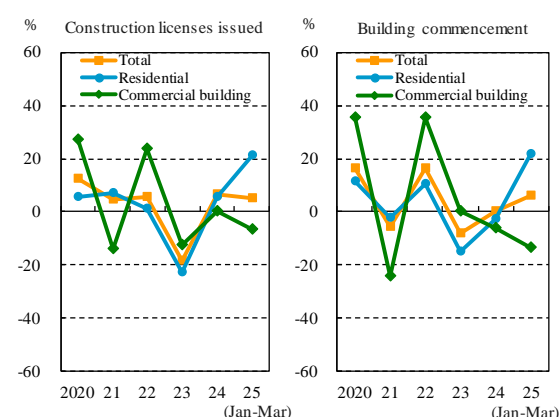 %
Construction licenses issued
60
Total
Residential
Commercial building
40
20
0
-20
-40
-60
2020 21 22 23 24 25
(Jan-Mar)
%
Building commencement
60
Total
Residential
Commercial building
40
20
0
-20
-40
-60
2020 21 22 23 24 25
(Jan-Mar)